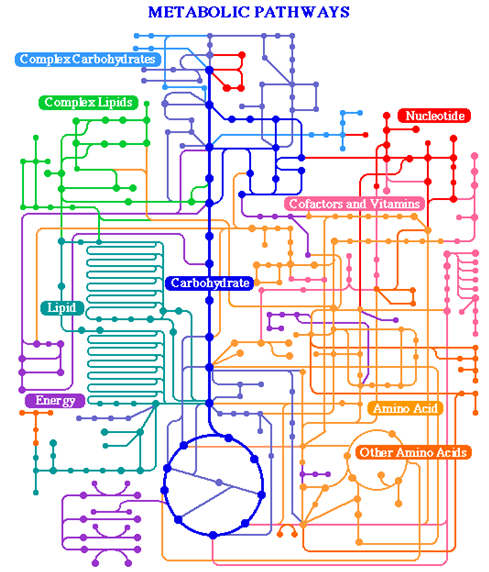 METABOLIC PATHWAYS
Complex Carbohydrates
Complex Lipids
Nucleotide
Cofactors and Vitamins
Carbohydrate
Lipid
Energy
Amino Acid
Other Amino Acids